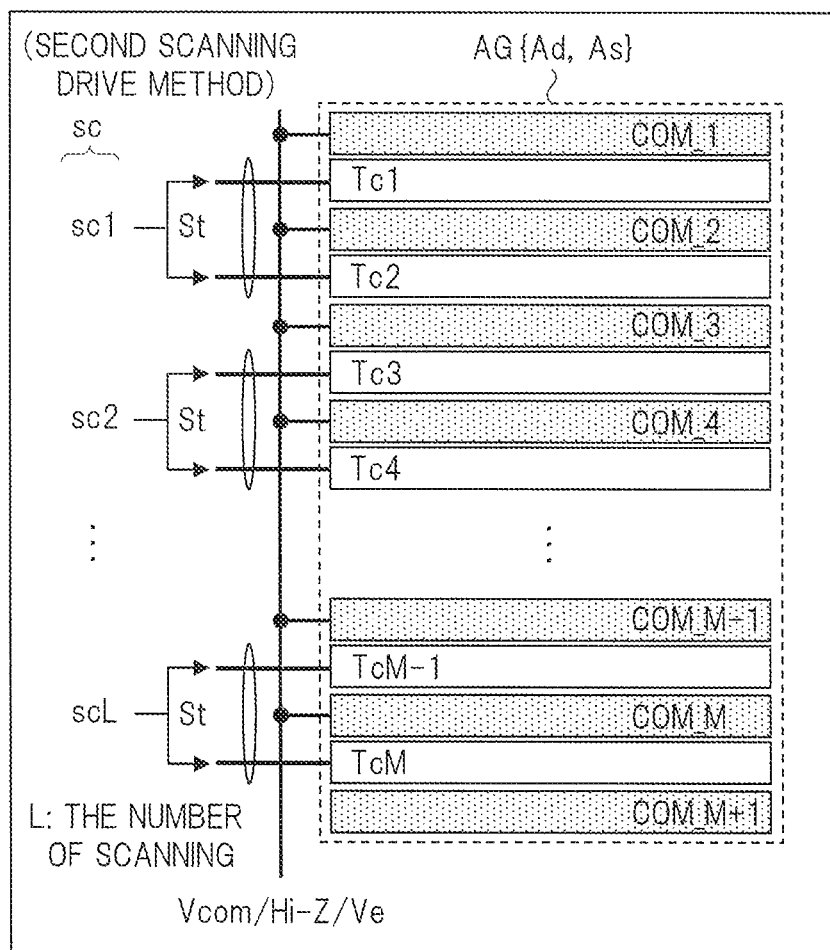 (SECOND SCANNING
DRIVE METHOD)
AG{Ad, As}
sc
COM_1
Tc1
sc1
St
COM_2
Tc2
COM_3
Tc3
sc2
St
COM_4
Tc4
COM_M-1
TcM-1
scL
St
COM_M
TcM
COM_M+1
L: THE NUMBER
OF SCANNING
Vcom/Hi-Z/Ve